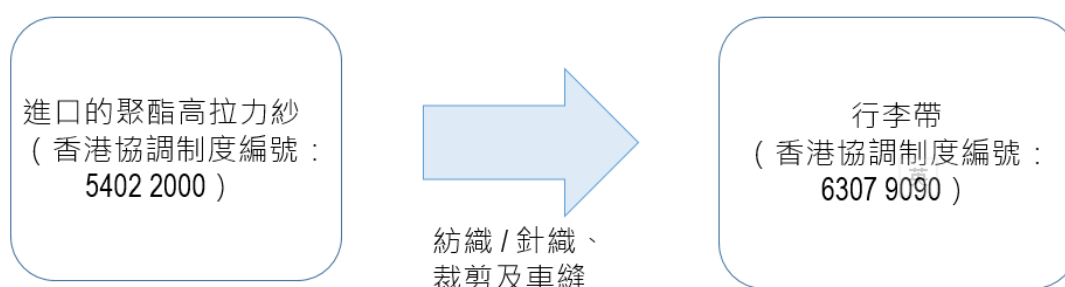 進口的聚酯高拉力紗
（香港協調制度編號：
5402 2000）
紡織 / 針織、
裁剪及車縫
行李帶
（香港協調制度編號：
6307 9090）